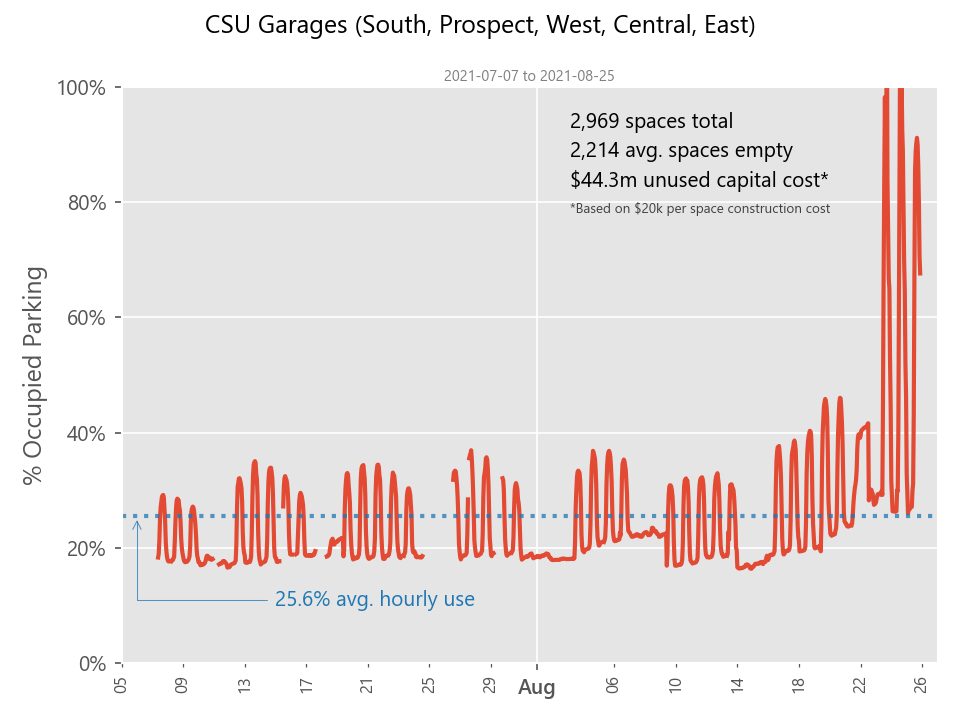 CSU Garages (South, Prospect, West, Central, East)
2021-07-07 to 2021-08-25
100%
80%
60%
40%
20%
0%
% Occupied Parking
2,969 spaces total
2,214 avg. spaces empty
$44.3m unused capital cost*
*Based on $20k per space construction cost
25.6% avg. hourly use
05
09
13
17
21
25
29
Aug
06
10
14
18
22
26